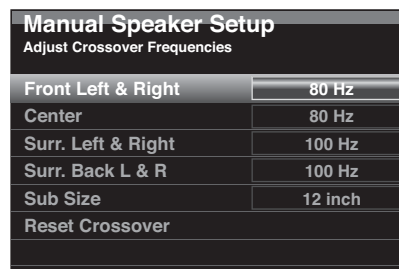 Manual Speaker Setup
Adjust Crossover Frequencies
Front Left & Right 80 Hz
Center 80 Hz
Surr. Left & Right 100 Hz
Surr. Back L & R 100 Hz
Sub Size 12 inch
Reset Crossover